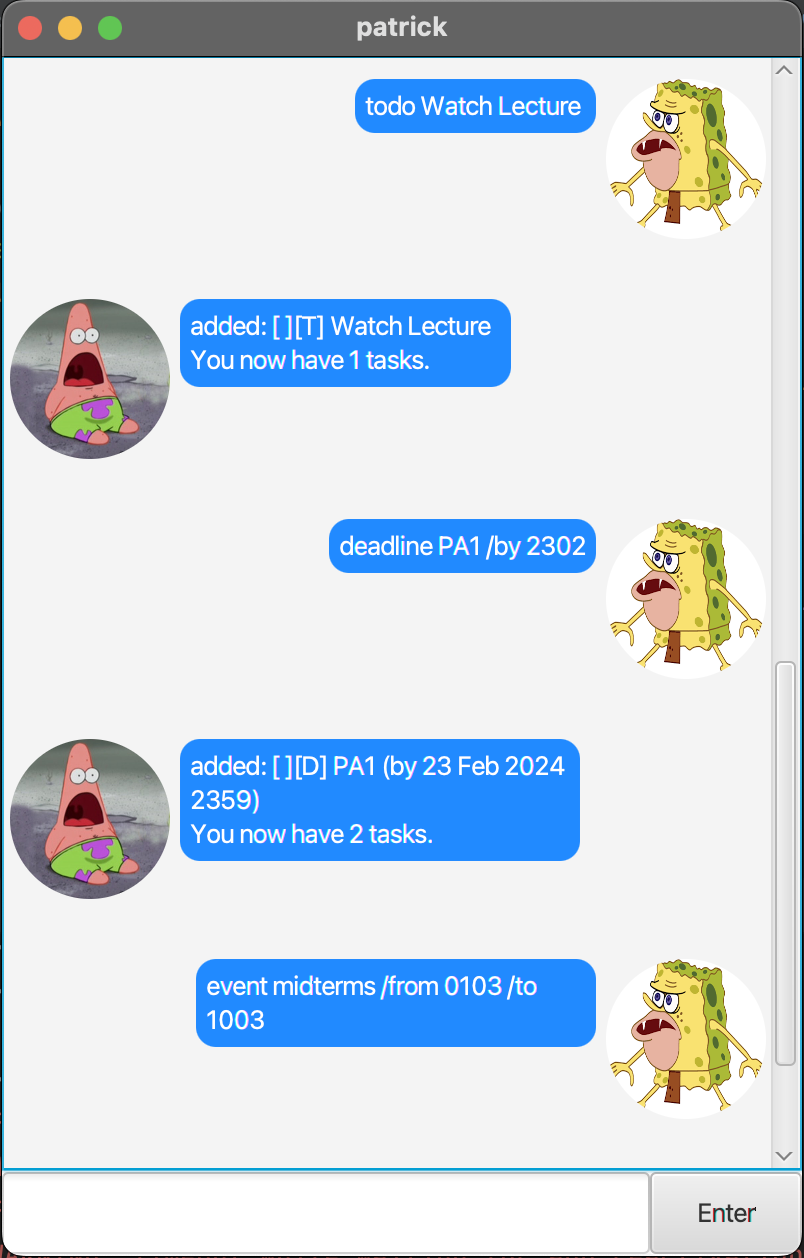 patrick
todo Watch Lecture
added: [ ][T] Watch Lecture
You now have 1 tasks.
deadline PA1 /by 2302
added: [ ][D] PA1 (by 23 Feb 2024
2359)
You now have 2 tasks.
event midterms /from 0103 /to
1003
Enter